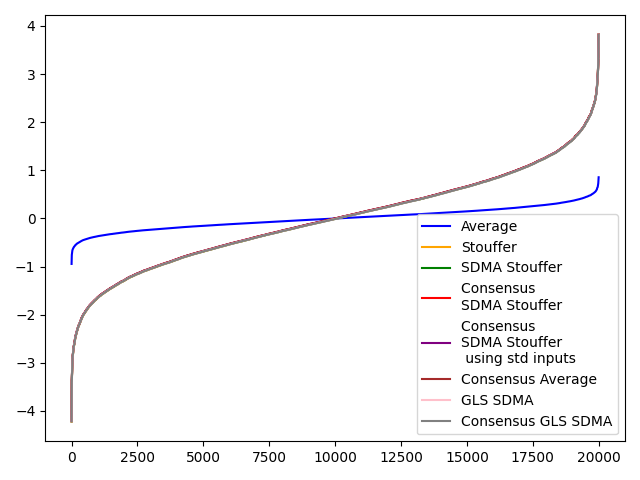 4
3
2
1
0
−1
−2
−3
−4
0
2500
5000
7500
10000
12500
15000
17500
20000
Average
Stouffer
SDMA Stouffer
Consensus
SDMA Stouffer
Consensus
SDMA Stouffer
using std inputs
Consensus Average
GLS SDMA
Consensus GLS SDMA